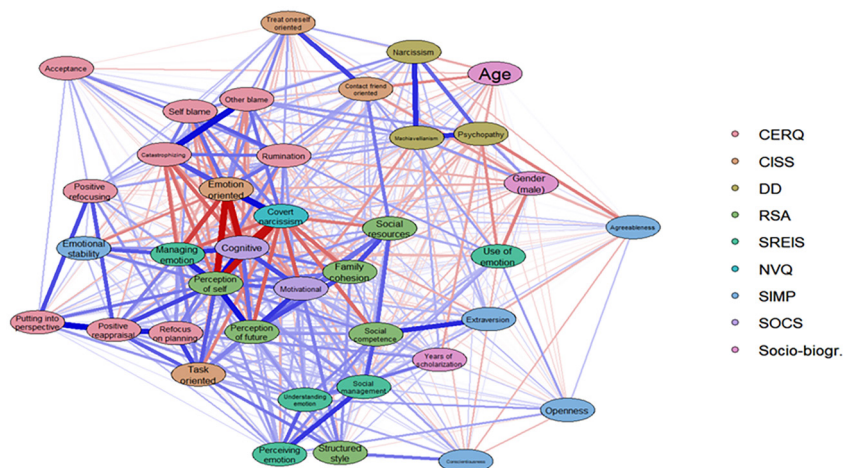 Treat oneself
oriented
Narcissism
Acceptance
Age
Contact friend
oriented
Other blame
Self blame
Machiavellianism
Psychopathy
Catastrophizing
Rumination
Gender
(male)
Positive
refocusing
Emotion
oriented
Covert
narcissism
Social
resources
Agreeableness
Emotional
stability
Managing
emotion
Cognitive
Use of
emotion
Family
cohesion
Perception
of self
Motivational
Putting into
perspective
Positive
reappraisal
Refocus
on planning
Perception
of future
Social
competence
Extraversion
Years of
scholarization
Task
oriented
Social
management
Understanding
emotion
Openness
Perceiving
emotion
Structured
style
Conscientiousness
CERQ
CISS
DD
RSA
SREIS
NVQ
SIMP
SOCS
Socio-biogr.